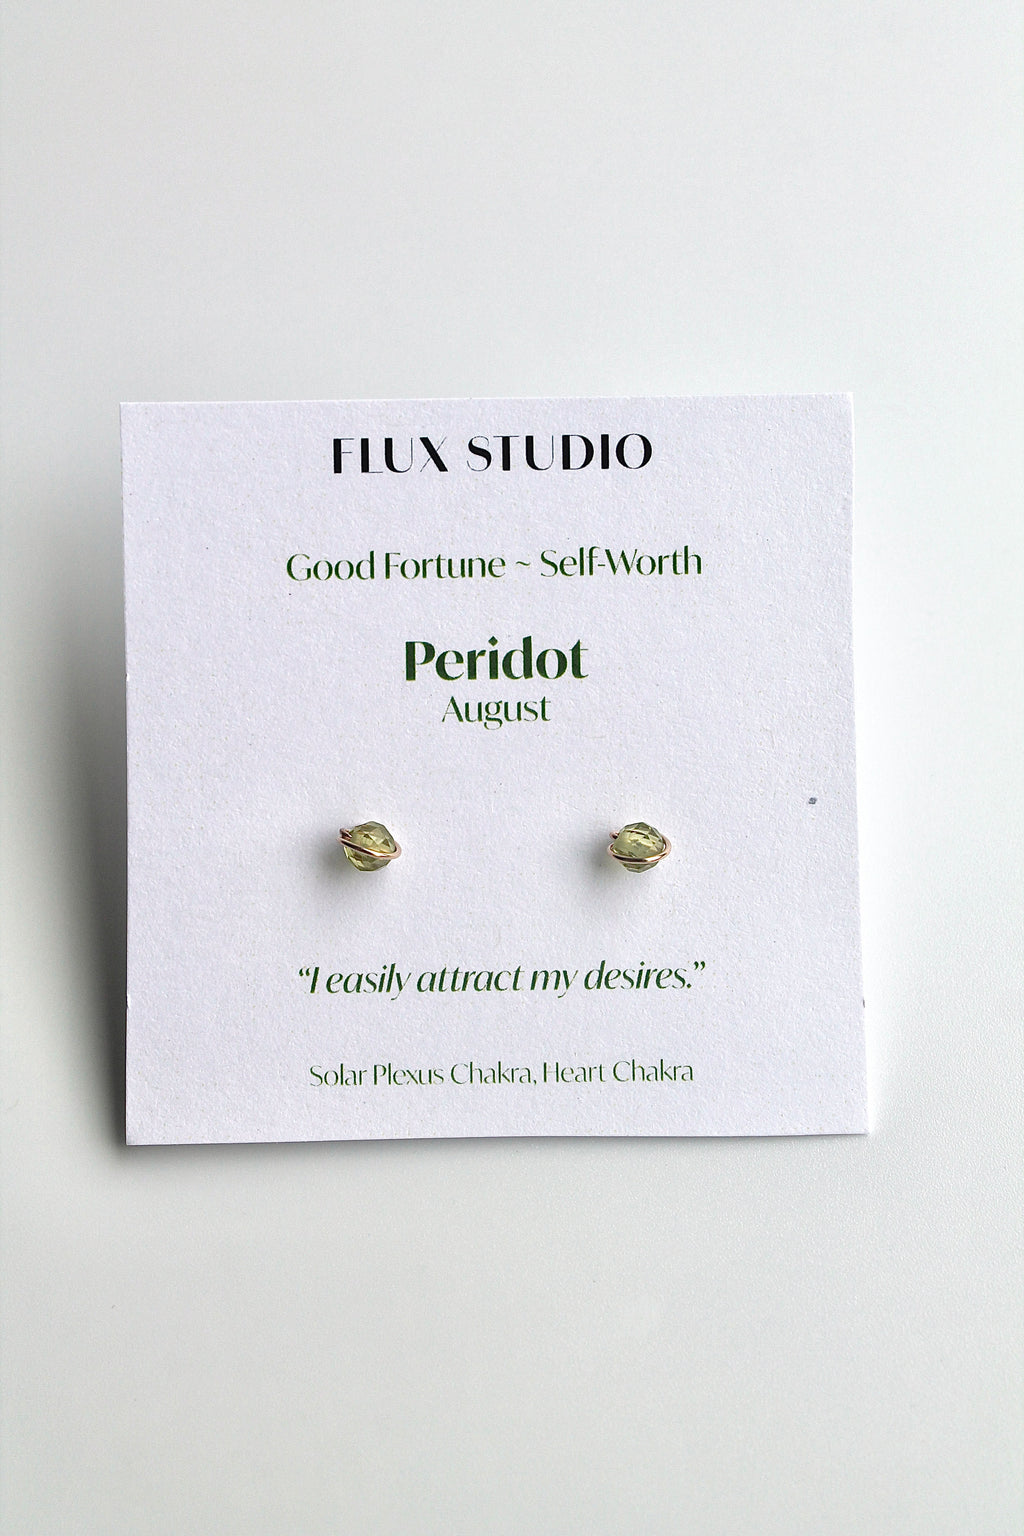 FLUX STUDIO
Good Fortune ~ Self-Worth
Peridot
August
“I easily attract my desires.”
Solar Plexus Chakra, Heart Chakra